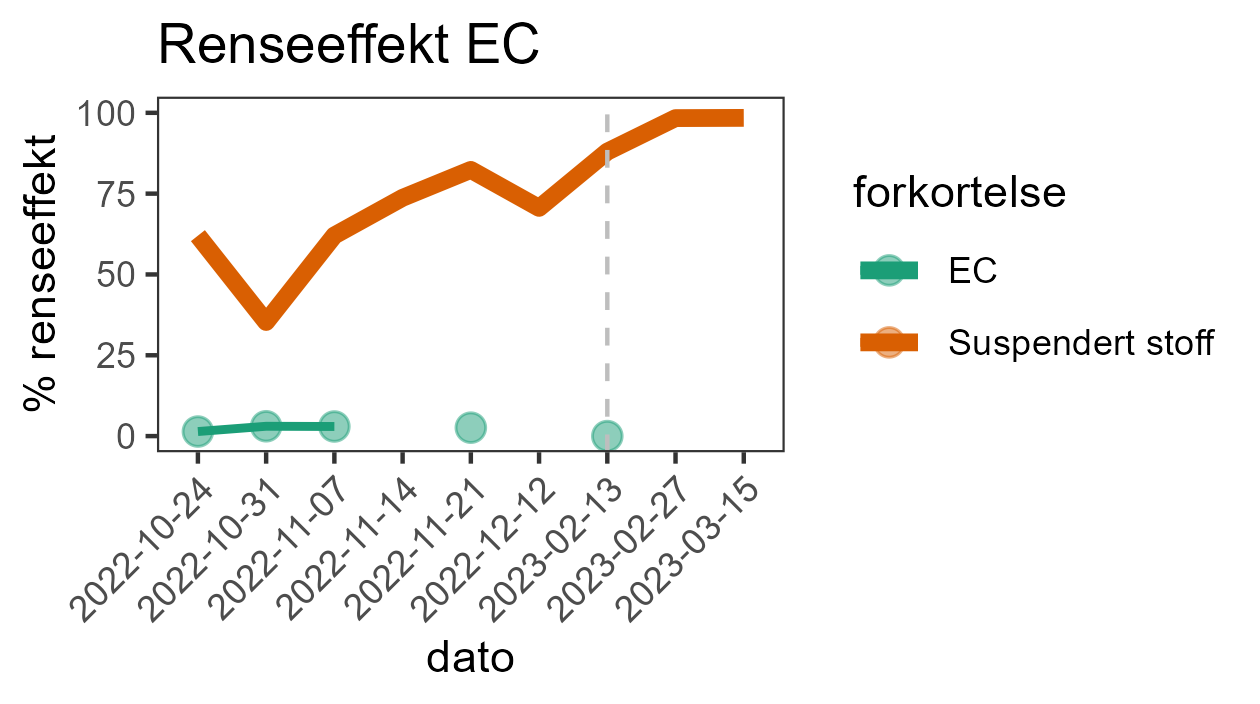 Renseeffekt EC
% renseeffekt
100
75
50
25
0
2022-10-24
2022-10-31
2022-11-07
2022-11-14
2022-11-21
2022-12-12
2023-02-13
2023-02-27
2023-03-15
dato
forkortelse
EC
Suspendert stoff